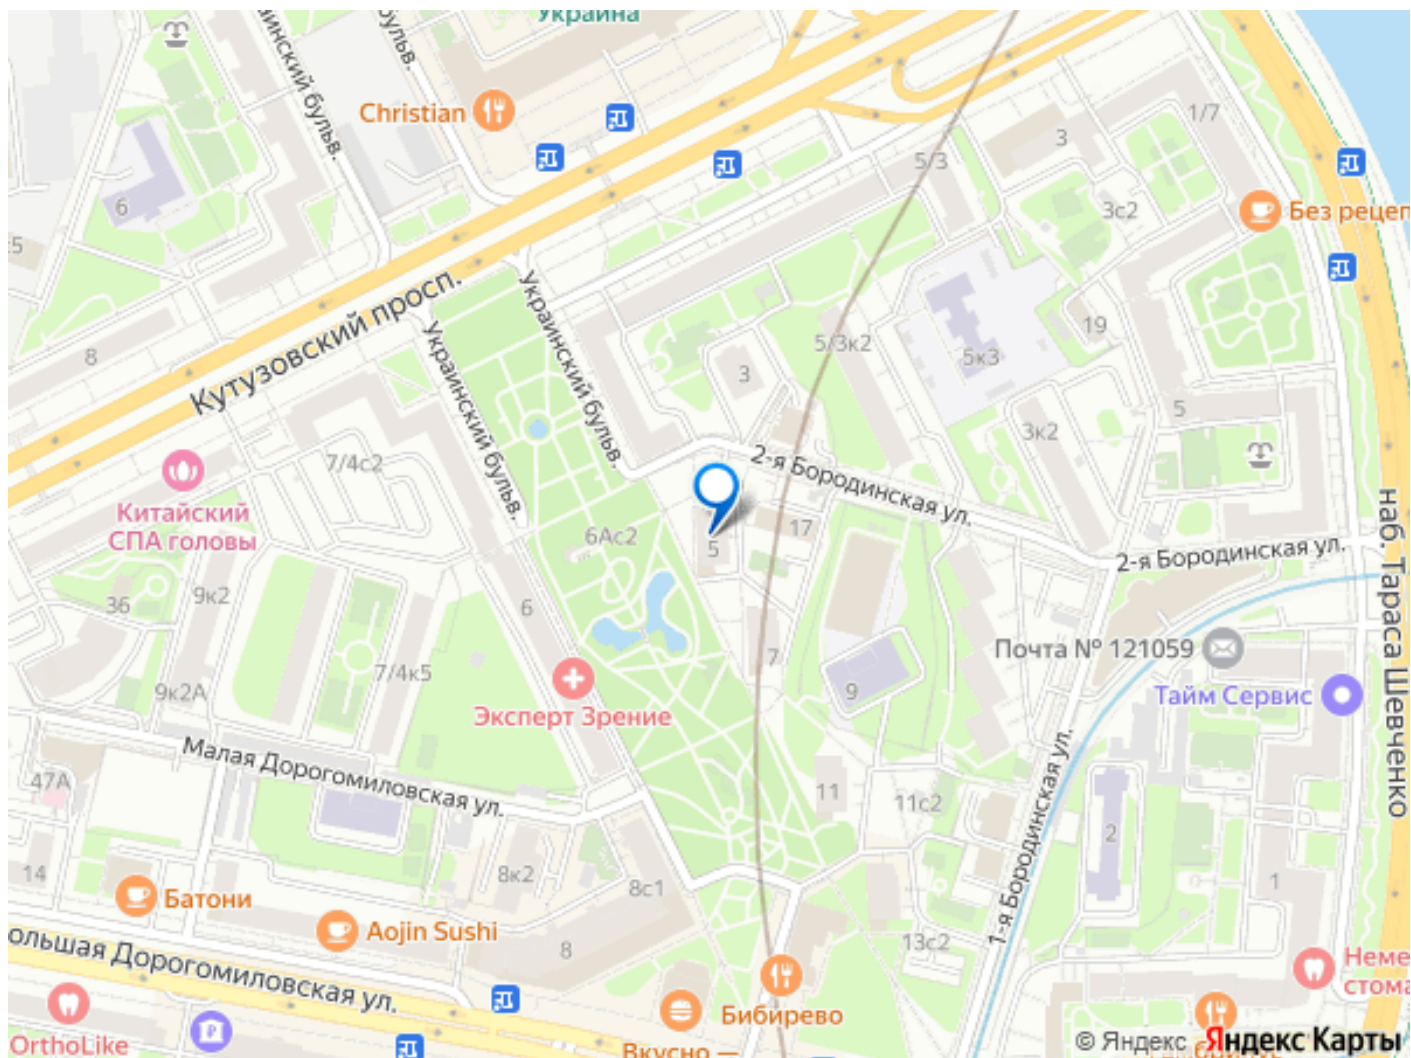 Украина
Украинский бульв.
Christian
6
1/7
3
5/3
3с2
Без рецеп
Кутузовский просп.
Украинский бульв.
Украинский бульв.
8
19
5/3к2
5к3
3
5
3к2
7/4с2
2-я Бородинская ул.
Китайский
СПА головы
17
5
6Ас2
2-я Бородинская ул.
наб. Тараса Шевченко
36
9к2
6
7
Почта № 121059
7/4к5
9к2А
9
Тайм Сервис
Эксперт Зрение
Малая Дорогомиловская ул.
47А
11
11с2
1-я Бородинская ул.
2
14
8к2
8с1
1
Батони
Aojin Sushi
8
13с2
ольшая Дорогомиловская ул.
Неме
стома
Бибирево
OrthoLike
Вкусно —
© Яндекс Яндекс Карты